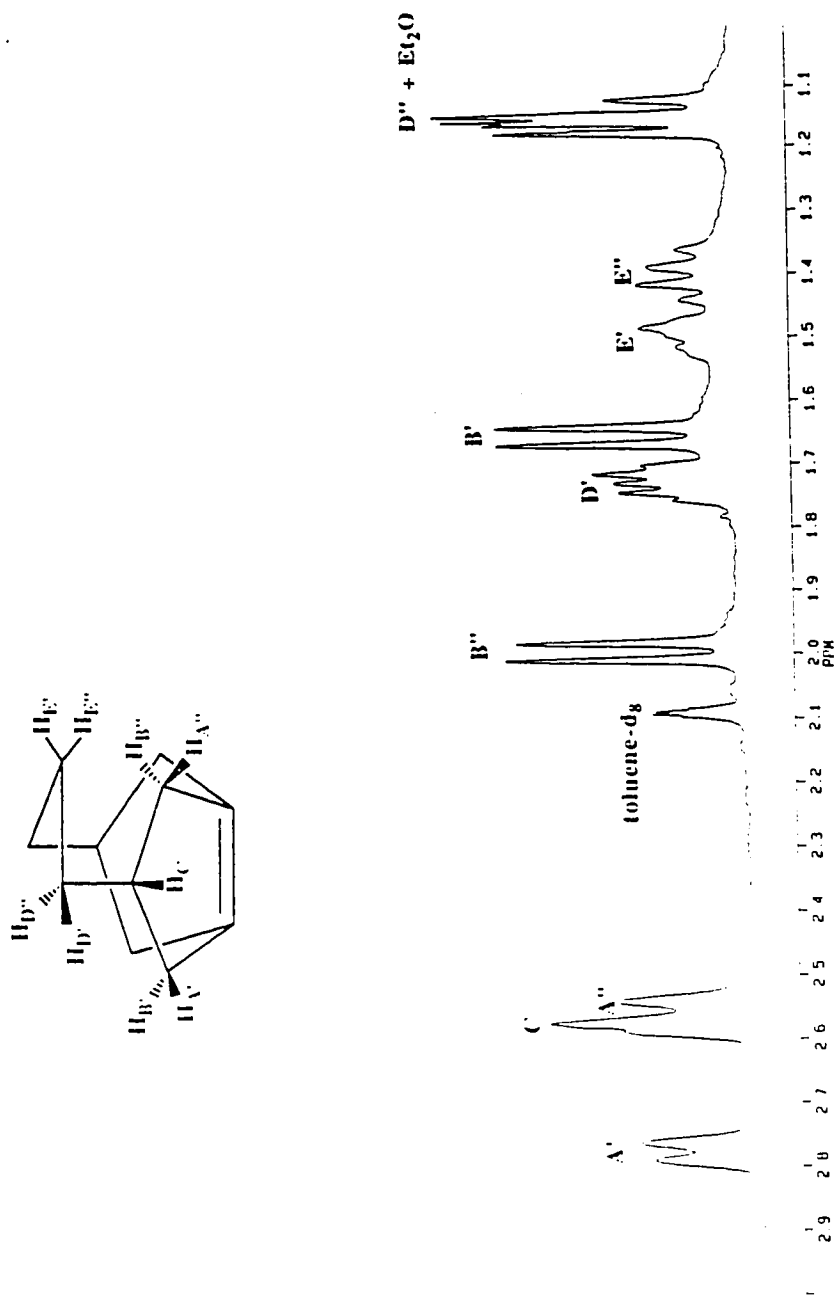 H_D"
H_D'
H_E'
H_E"
H_B"
H_A"
H_C
H_B'
H_A'
D" + Et2O
B'
B"
D'
E"
E'
C
A"
A'
toluene-d8
2.9 2.8 2.7 2.6 2.5 2.4 2.3 2.2 2.1 2.0 1.9 1.8 1.7 1.6 1.5 1.4 1.3 1.2 1.1
PPM